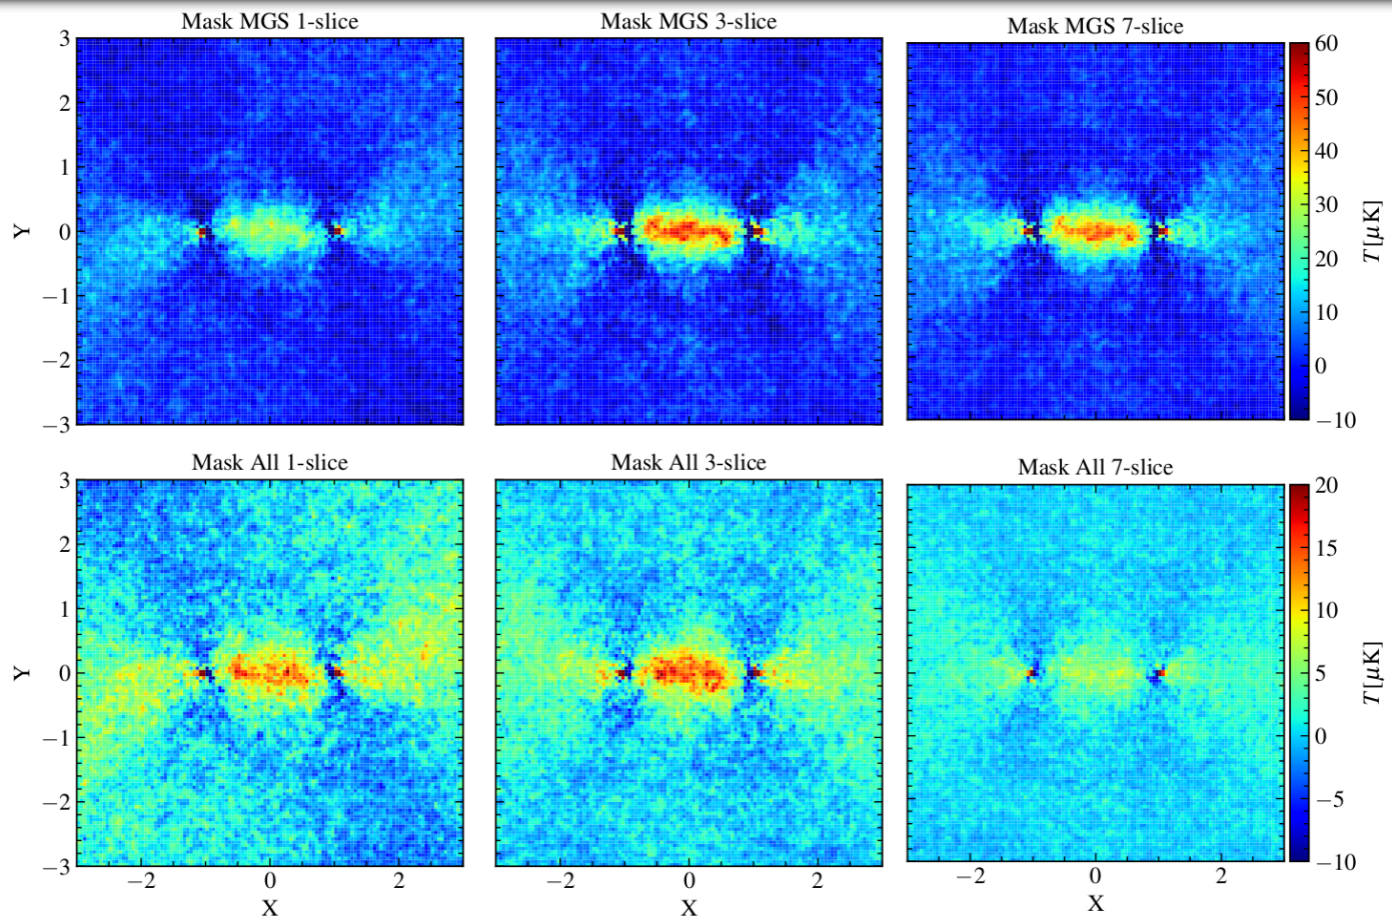 Mask MGS 1-slice
Mask MGS 3-slice
Mask MGS 7-slice
3
2
1
0
−1
−2
−3
Y
60
50
40
30
20
10
0
−10
T [μK]
Mask All 1-slice
Mask All 3-slice
Mask All 7-slice
3
2
1
0
−1
−2
−3
Y
20
15
10
5
0
−5
−10
T [μK]
−2 0 2
−2 0 2
−2 0 2
X
X
X